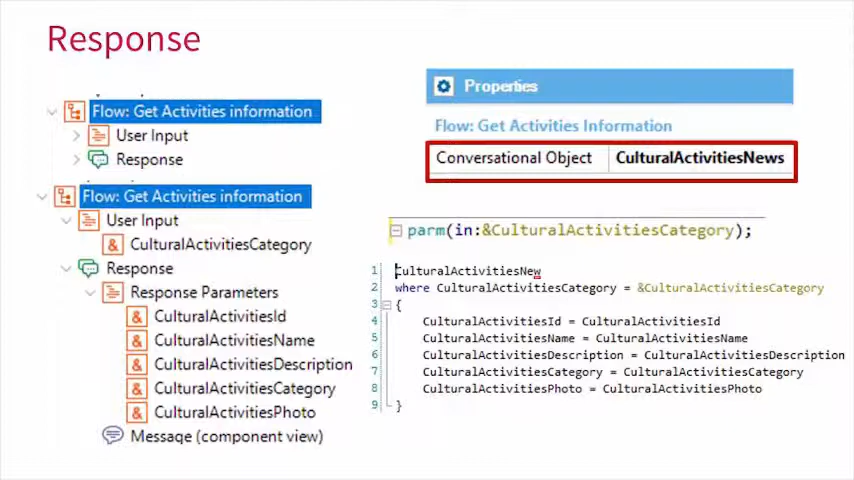 Response
Flow: Get Activities information
User Input
Response
Flow: Get Activities information
User Input
CulturalActivitiesCategory
Response
Response Parameters
CulturalActivitiesId
CulturalActivitiesName
CulturalActivitiesDescription
CulturalActivitiesCategory
CulturalActivitiesPhoto
Message (component view)
Properties
Flow: Get Activities Information
Conversational Object CulturalActivitiesNews
parm(in:&CulturalActivitiesCategory);
1 CulturalActivitiesNew
2 where CulturalActivitiesCategory = &CulturalActivitiesCategory
3 {
4 CulturalActivitiesId = CulturalActivitiesId
5 CulturalActivitiesName = CulturalActivitiesName
6 CulturalActivitiesDescription = CulturalActivitiesDescription
7 CulturalActivitiesCategory = CulturalActivitiesCategory
8 CulturalActivitiesPhoto = CulturalActivitiesPhoto
9 }